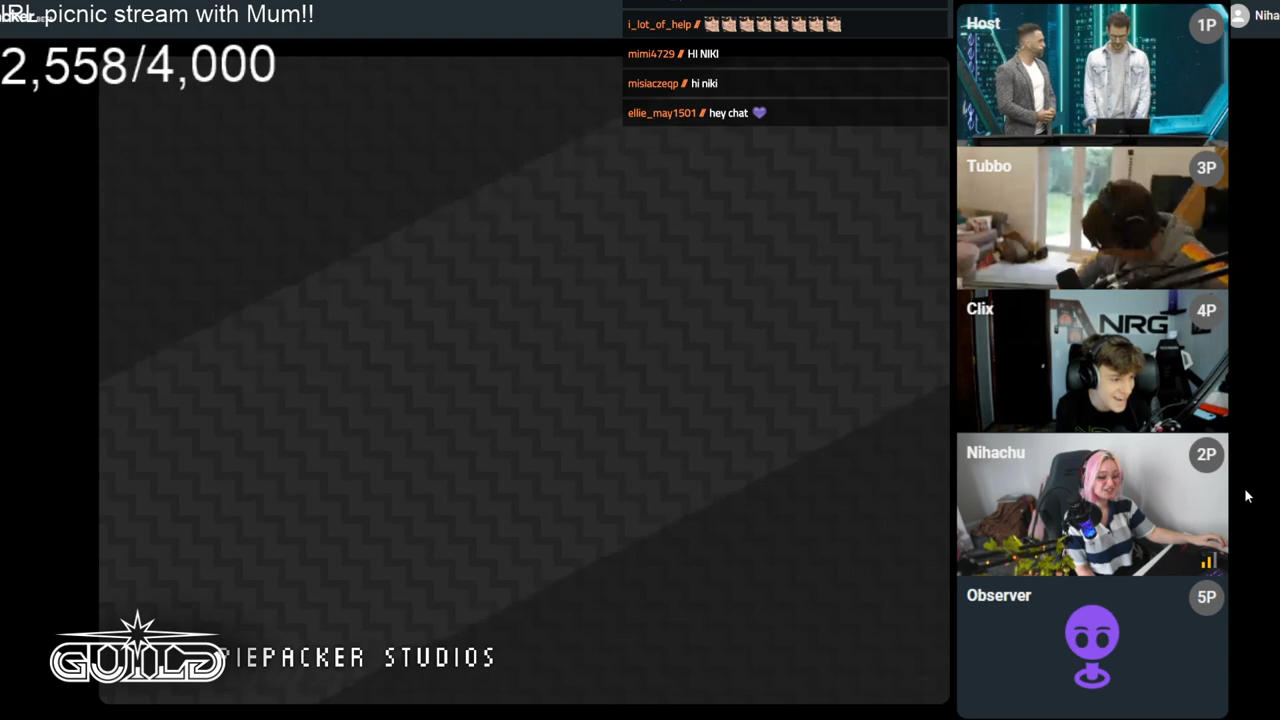 IRL picnic stream with Mum!!
2,558/4,000
i_lot_of_help //
mimi4729 // HI NIKI
misiaczeqp // hi niki
ellie_may1501 // hey chat 💜
Host
1P
Niha
Tubbo
3P
Clix
4P
NRG
Nihachu
2P
Observer
5P
GUILD
IEPACKER STUDIOS